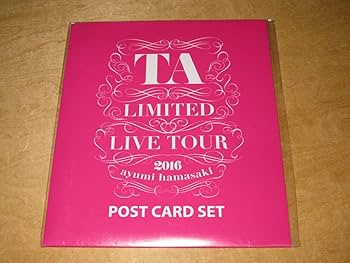 TA
LIMITED
LIVE TOUR
2016
ayumi hamasaki
POST CARD SET